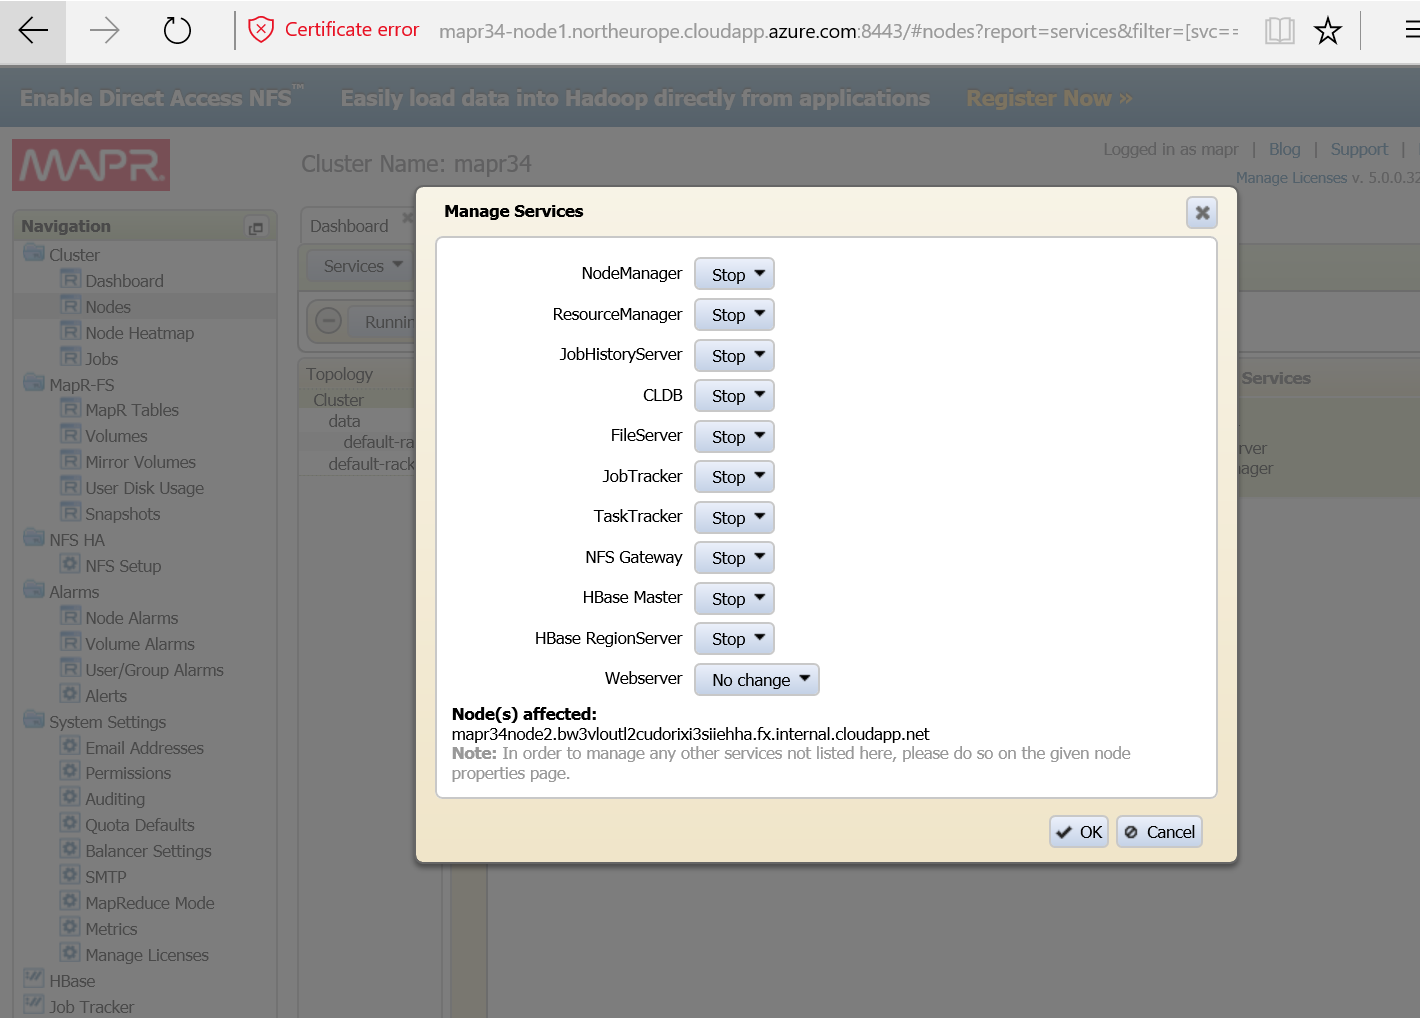 Certificate error
mapr34-node1.northeurope.cloudapp.azure.com:8443/#nodes?report=services&filter=[svc==
Enable Direct Access NFS™ Easily load data into Hadoop directly from applications Register Now »
MAPR.
Cluster Name: mapr34
Logged in as mapr | Blog | Support |
Manage Licenses v. 5.0.0.32
Navigation
Cluster
Dashboard
Nodes
Node Heatmap
Jobs
MapR-FS
MapR Tables
Volumes
Mirror Volumes
User Disk Usage
Snapshots
NFS HA
NFS Setup
Alarms
Node Alarms
Volume Alarms
User/Group Alarms
Alerts
System Settings
Email Addresses
Permissions
Auditing
Quota Defaults
Balancer Settings
SMTP
MapReduce Mode
Metrics
Manage Licenses
HBase
Job Tracker
Dashboard
Services
Runnin
Topology
Cluster
data
default-ra
default-rack
Services
rver
ager
Manage Services
NodeManager Stop
ResourceManager Stop
JobHistoryServer Stop
CLDB Stop
FileServer Stop
JobTracker Stop
TaskTracker Stop
NFS Gateway Stop
HBase Master Stop
HBase RegionServer Stop
Webserver No change
Node(s) affected:
mapr34node2.bw3vloutl2cudorixi3siiehha.fx.internal.cloudapp.net
Note: In order to manage any other services not listed here, please do so on the given node
properties page.
OK Cancel